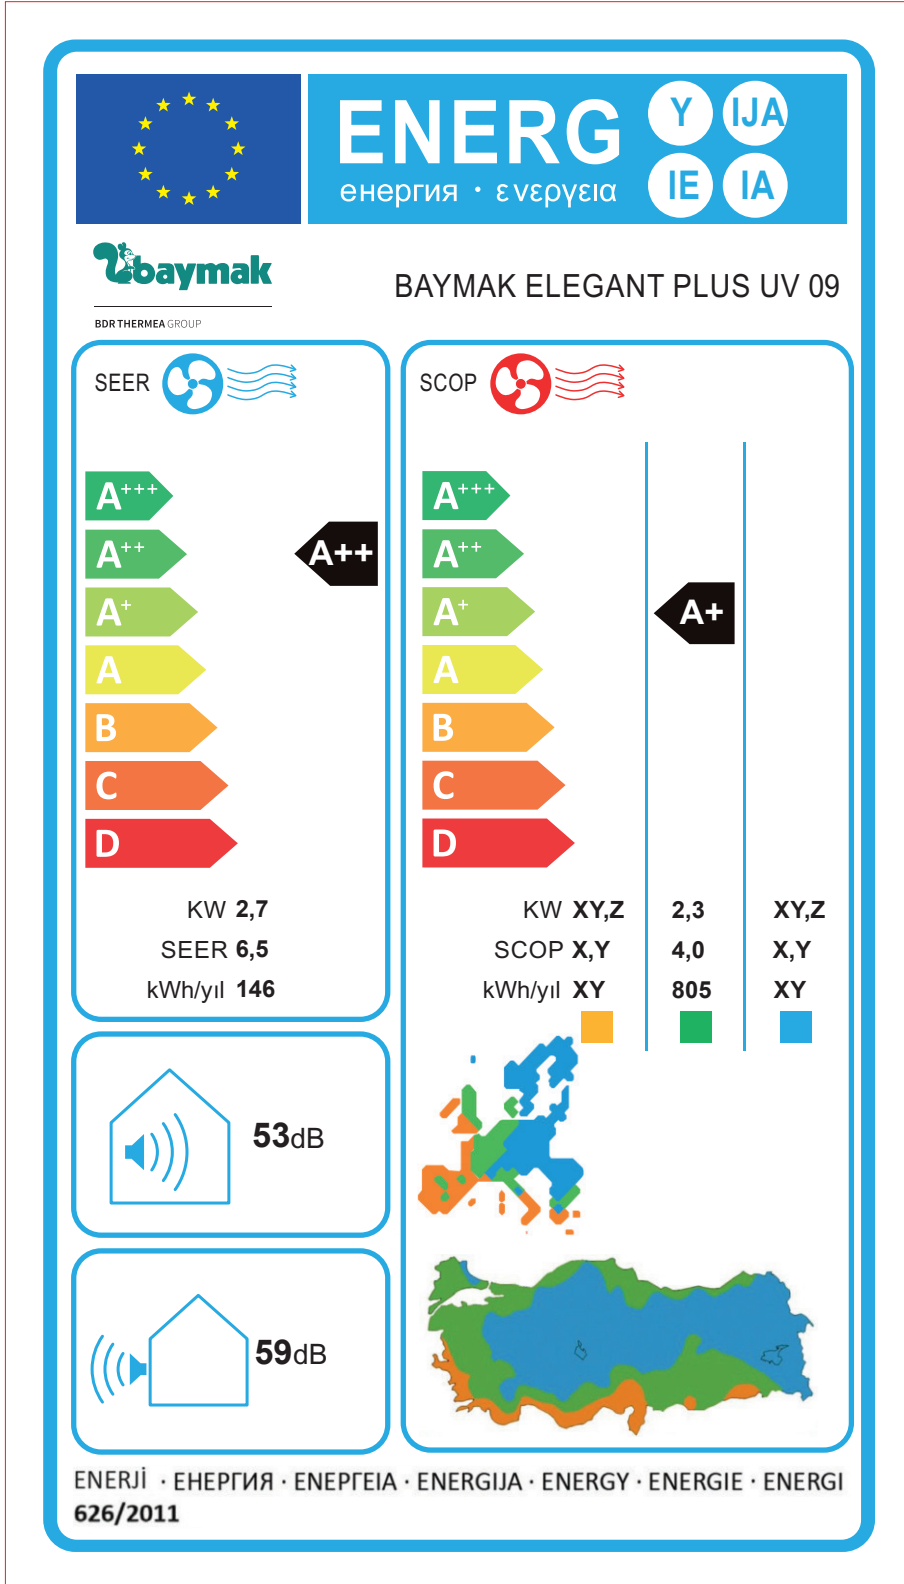 ENERG Y IJA
енергия · ενεργεια IE IA
baymak
BDR THERMEA GROUP
BAYMAK ELEGANT PLUS UV 09
SEER
A+++
A++
A+
A
B
C
D
A++
KW 2,7
SEER 6,5
kWh/yıl 146
SCOP
A+++
A++
A+
A
B
C
D
A+
KW XY,Z 2,3 XY,Z
SCOP X,Y 4,0 X,Y
kWh/yıl XY 805 XY
53dB
59dB
ENERJİ · ЕНЕРГИЯ · ΕΝΕΡΓΕΙΑ · ENERGIJA · ENERGY · ENERGIE · ENERGI
626/2011